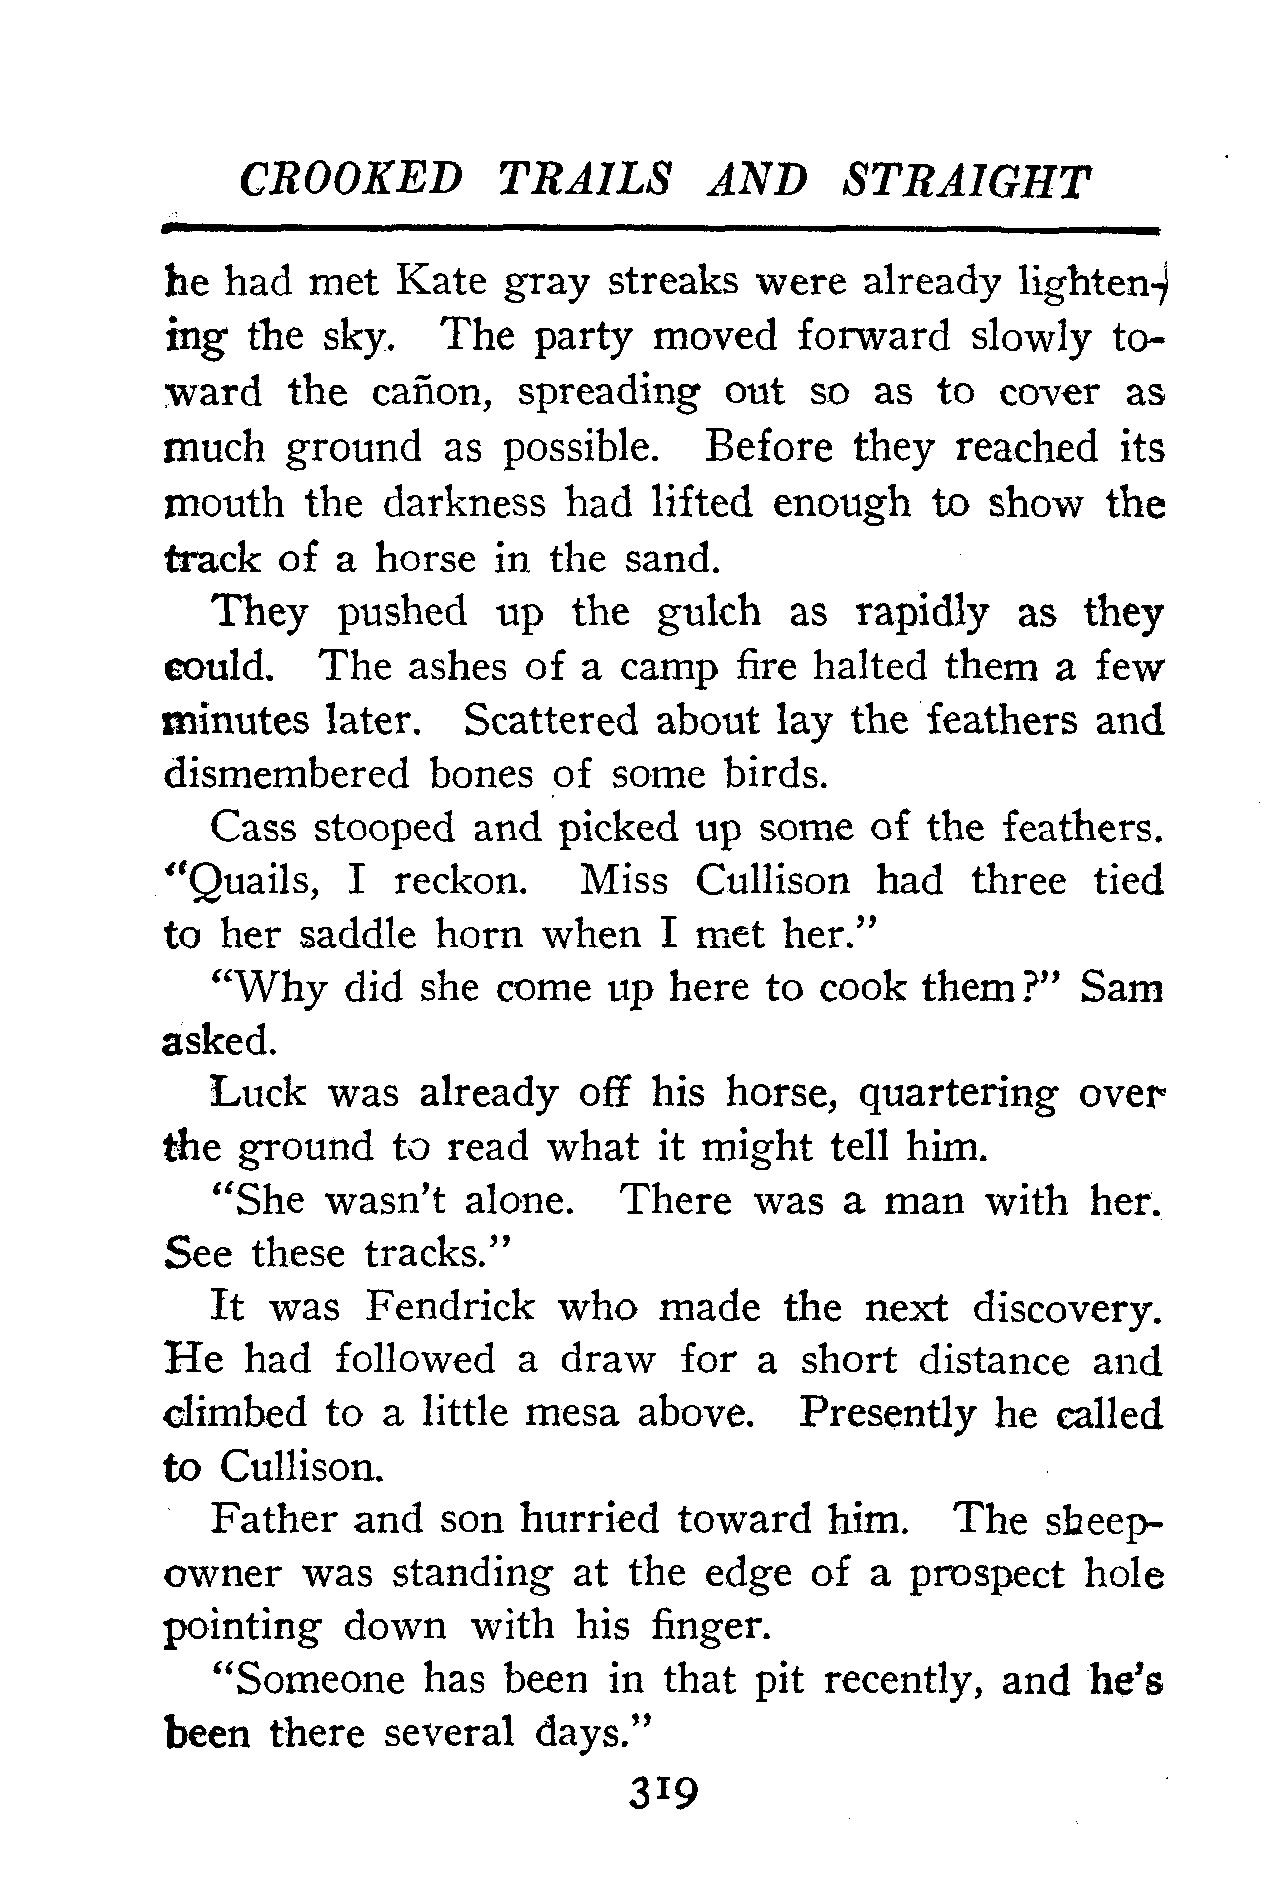 CROOKED TRAILS AND STRAIGHT
he had met Kate gray streaks were already lighten-
ing the sky. The party moved forward slowly to-
ward the cañon, spreading out so as to cover as
much ground as possible. Before they reached its
mouth the darkness had lifted enough to show the
track of a horse in the sand.
They pushed up the gulch as rapidly as they
could. The ashes of a camp fire halted them a few
minutes later. Scattered about lay the feathers and
dismembered bones of some birds.
Cass stooped and picked up some of the feathers.
"Quails, I reckon. Miss Cullison had three tied
to her saddle horn when I met her."
"Why did she come up here to cook them?" Sam
asked.
Luck was already off his horse, quartering over
the ground to read what it might tell him.
"She wasn't alone. There was a man with her.
See these tracks."
It was Fendrick who made the next discovery.
He had followed a draw for a short distance and
climbed to a little mesa above. Presently he called
to Cullison.
Father and son hurried toward him. The sheep-
owner was standing at the edge of a prospect hole
pointing down with his finger.
"Someone has been in that pit recently, and he's
been there several days."
319